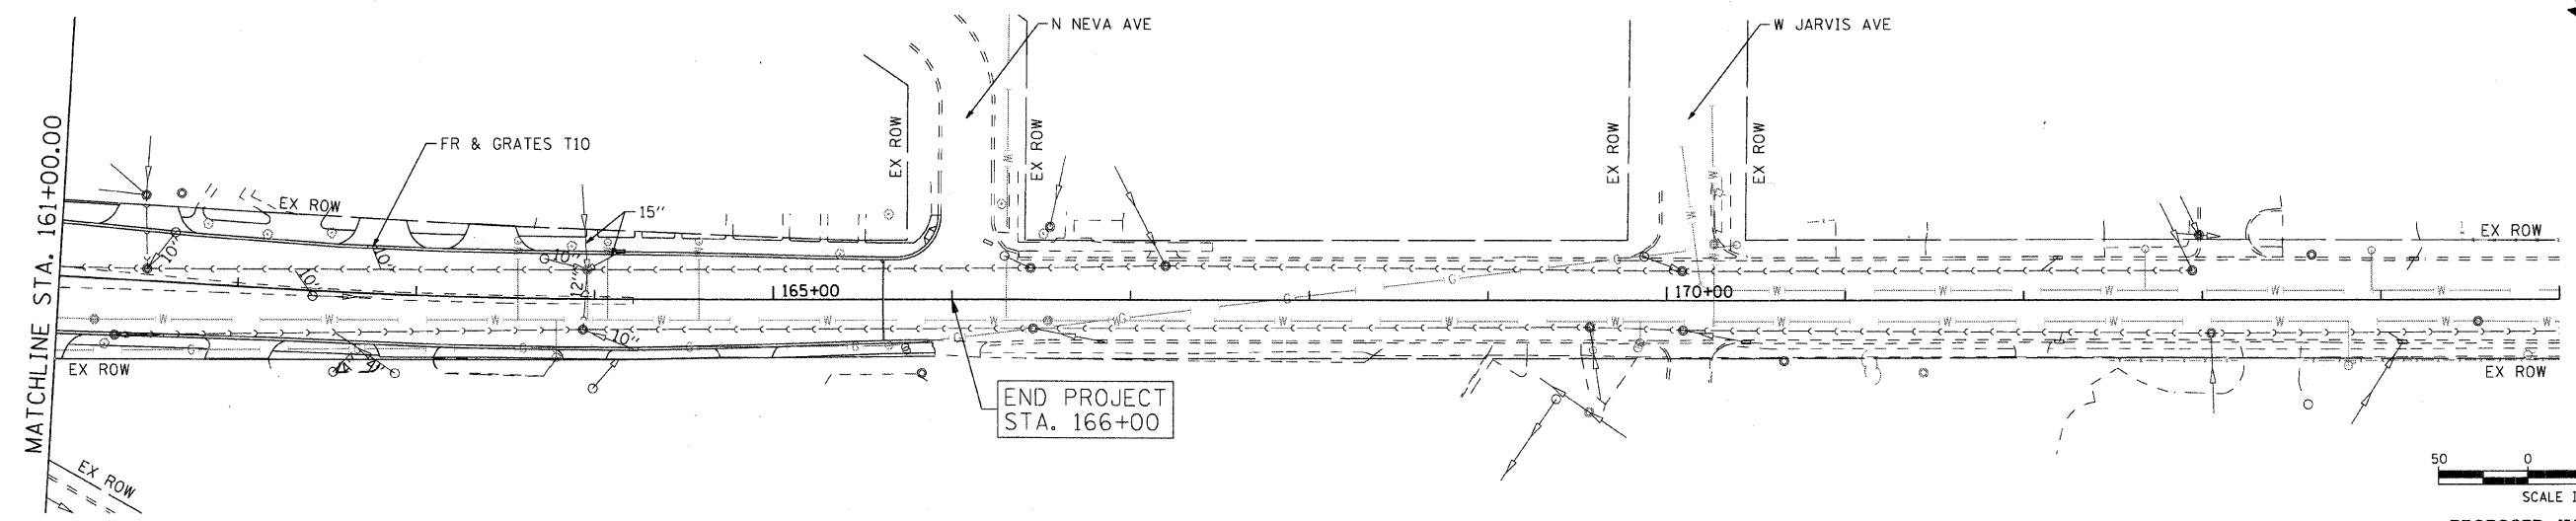 N NEVA AVE
W JARVIS AVE
MATCHLINE STA. 161+00.00
FR & GRATES T10
EX ROW
EX ROW
EX ROW
EX ROW
EX ROW
15"
10"
10"
10"
12"
10"
165+00
170+00
EX ROW
EX ROW
EX ROW
EX ROW
END PROJECT
STA. 166+00
50
0